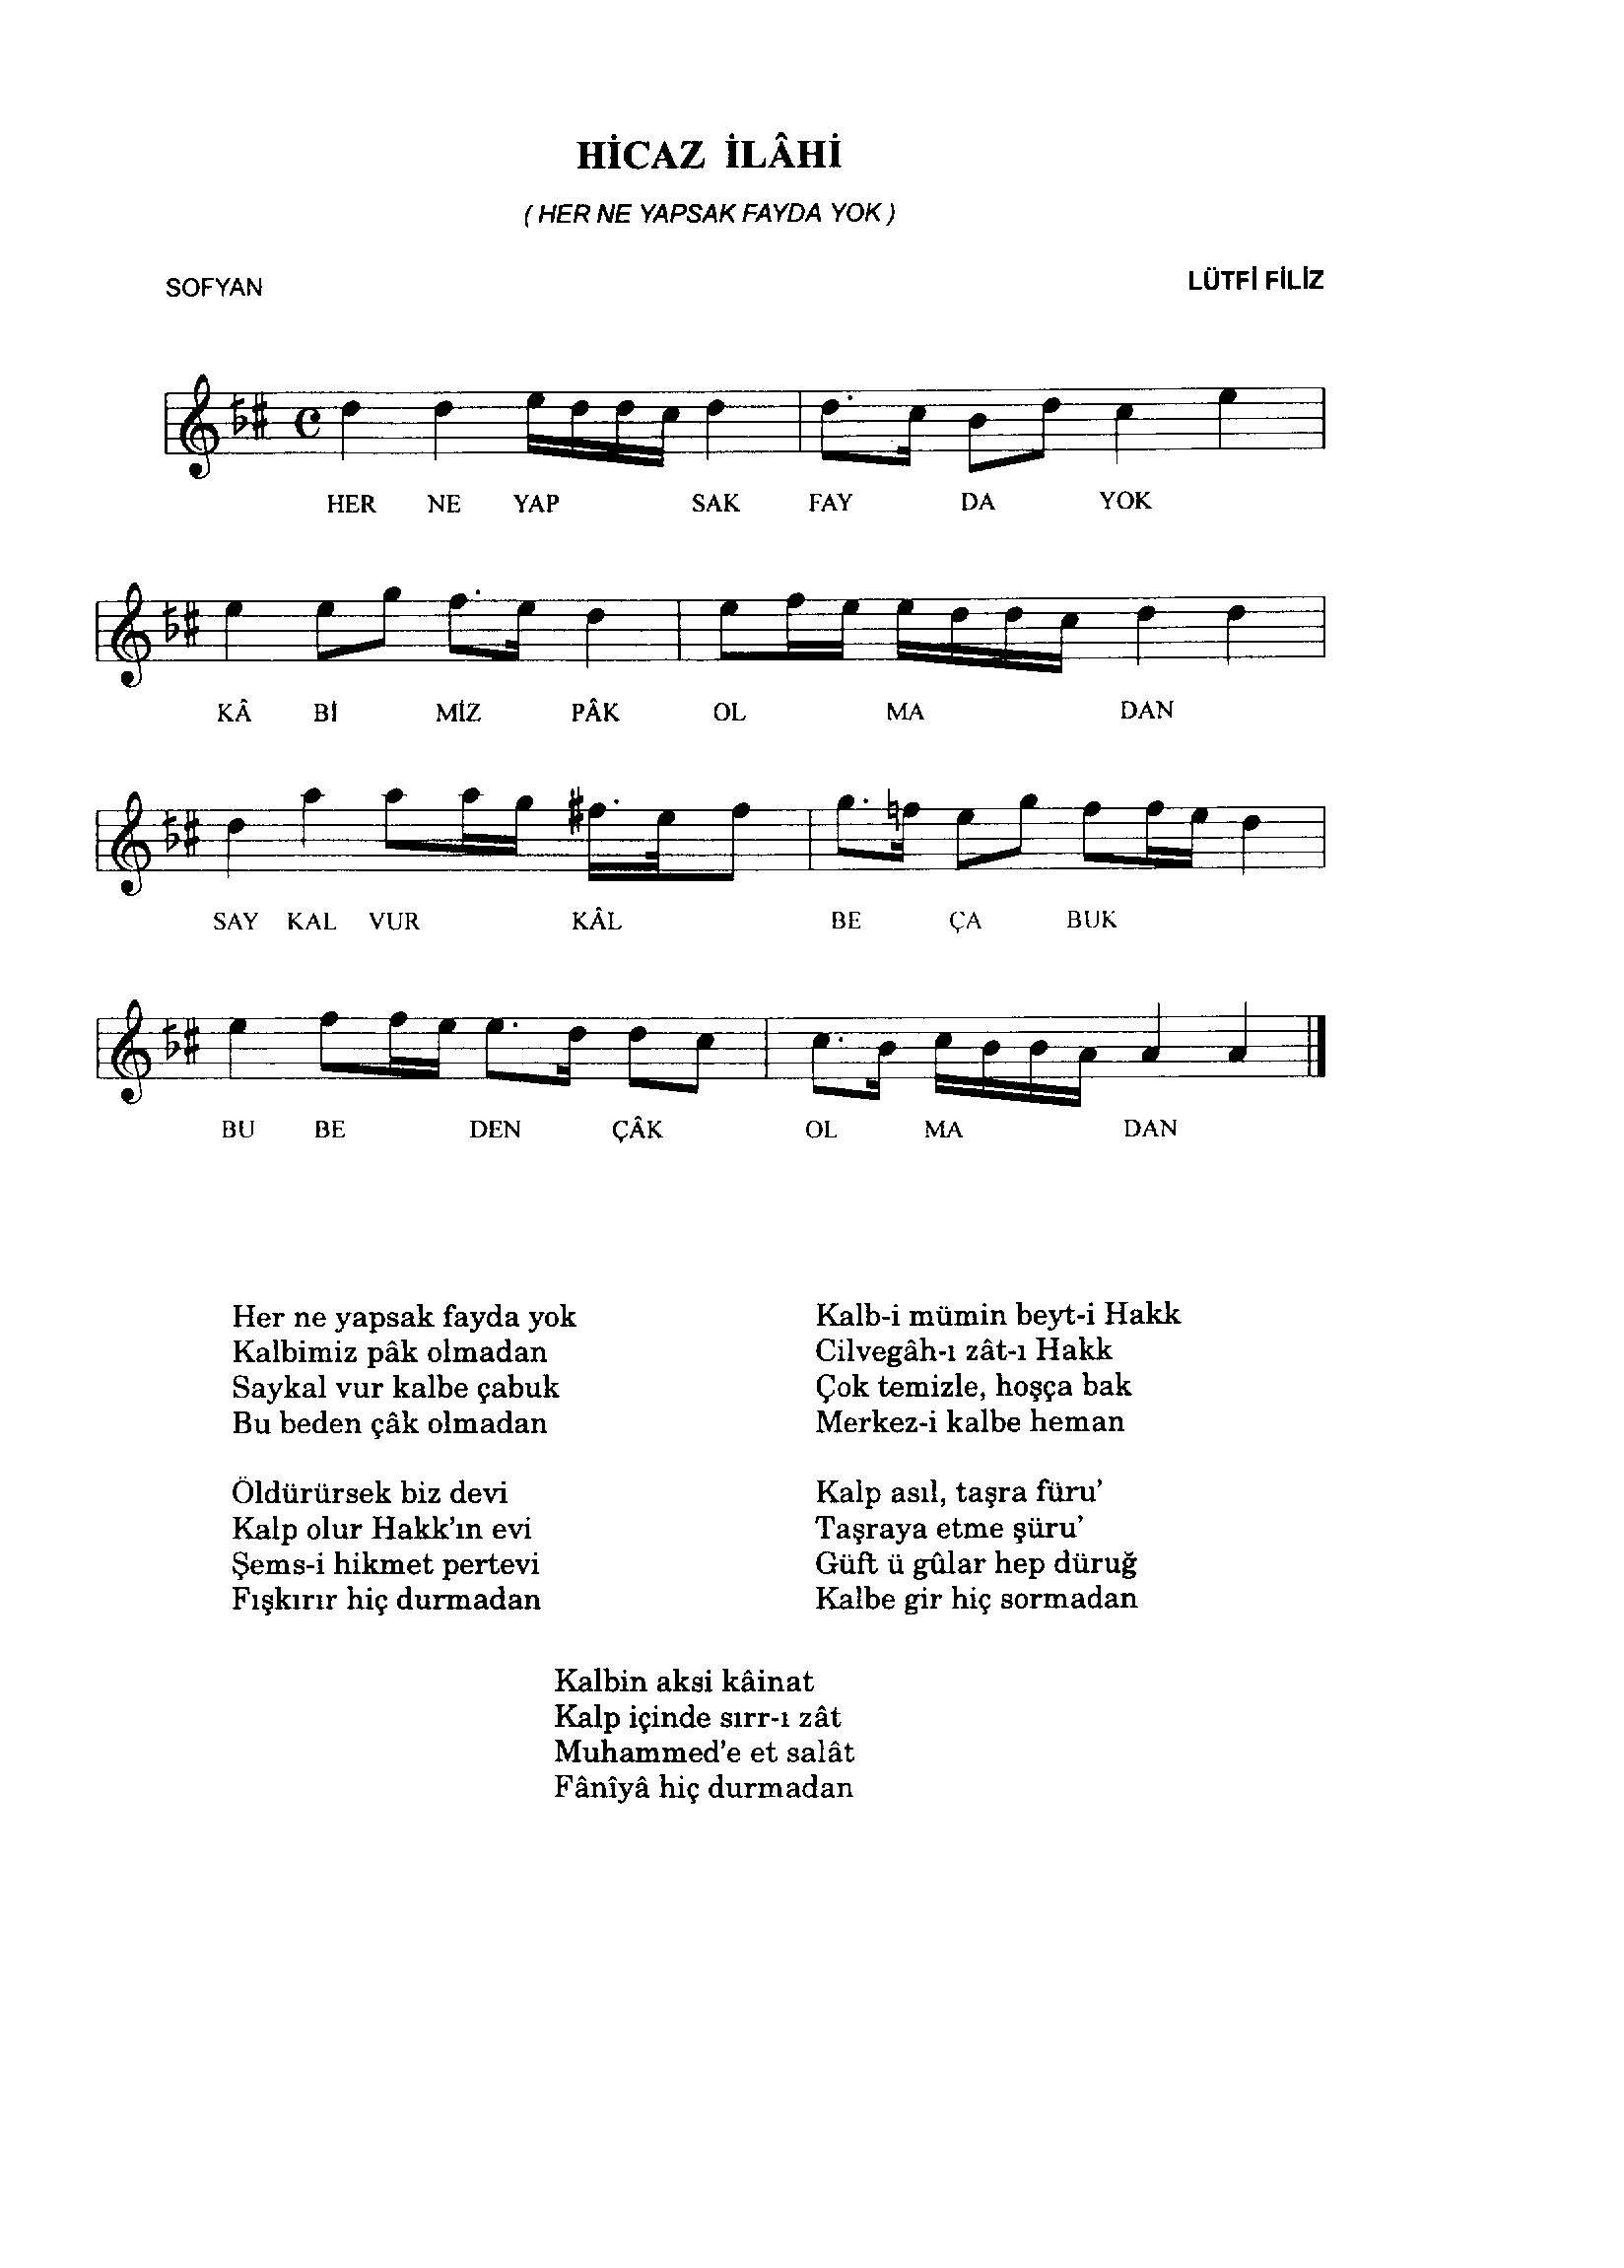 HİCAZ İLÂHİ
( HER NE YAPSAK FAYDA YOK )
SOFYAN
LÜTFİ FİLİZ
HER NE YAP SAK FAY DA YOK
KÂ Bİ MİZ PÂK OL MA DAN
SAY KAL VUR KÂL BE ÇA BUK
BU BE DEN ÇÂK OL MA DAN
Her ne yapsak fayda yok
Kalbimiz pâk olmadan
Saykal vur kalbe çabuk
Bu beden çâk olmadan
Öldürürsek biz devi
Kalp olur Hakk'ın evi
Şems-i hikmet pertevi
Fışkırır hiç durmadan
Kalb-i mümin beyt-i Hakk
Cilvegâh-ı zât-ı Hakk
Çok temizle, hoşça bak
Merkez-i kalbe heman
Kalp asıl, taşra füru'
Taşraya etme şüru'
Güft ü gûlar hep düruğ
Kalbe gir hiç sormadan
Kalbin aksi kâinat
Kalp içinde sırr-ı zât
Muhammed'e et salât
Fânîyâ hiç durmadan